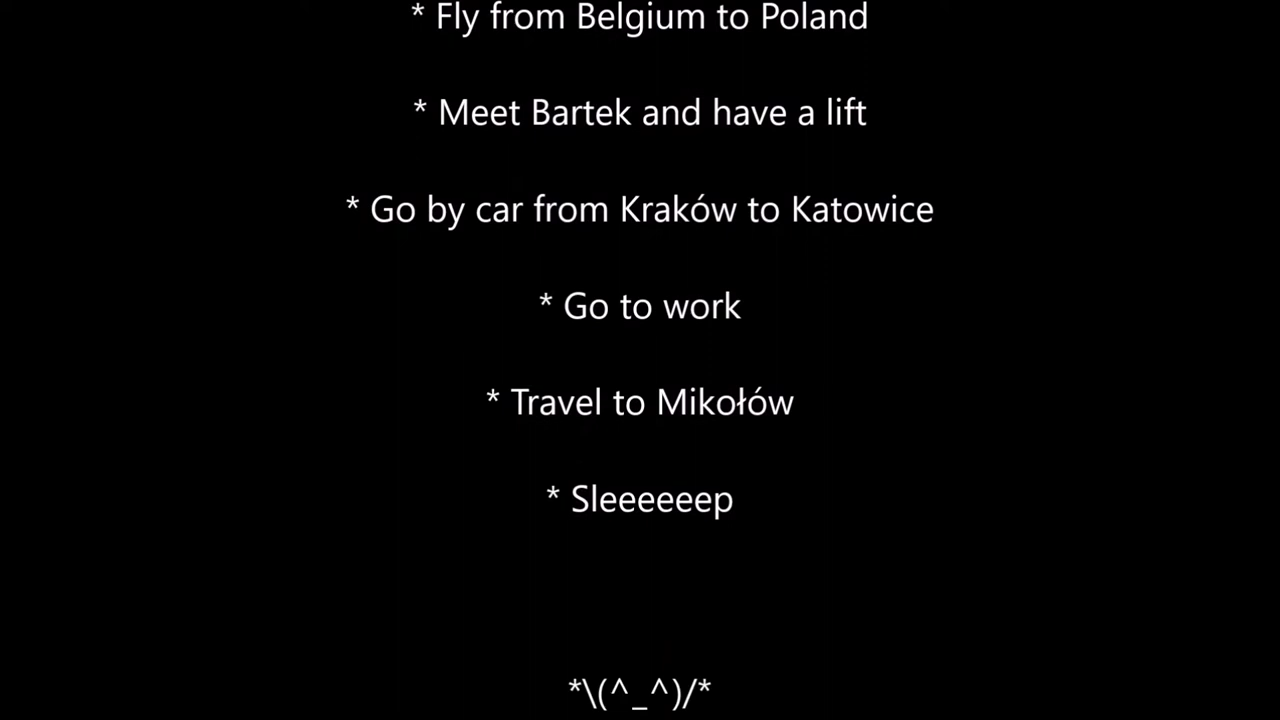 * Fly from Belgium to Poland
* Meet Bartek and have a lift
* Go by car from Kraków to Katowice
* Go to work
* Travel to Mikołów
* Sleeeeeep
*\(^_^)/*